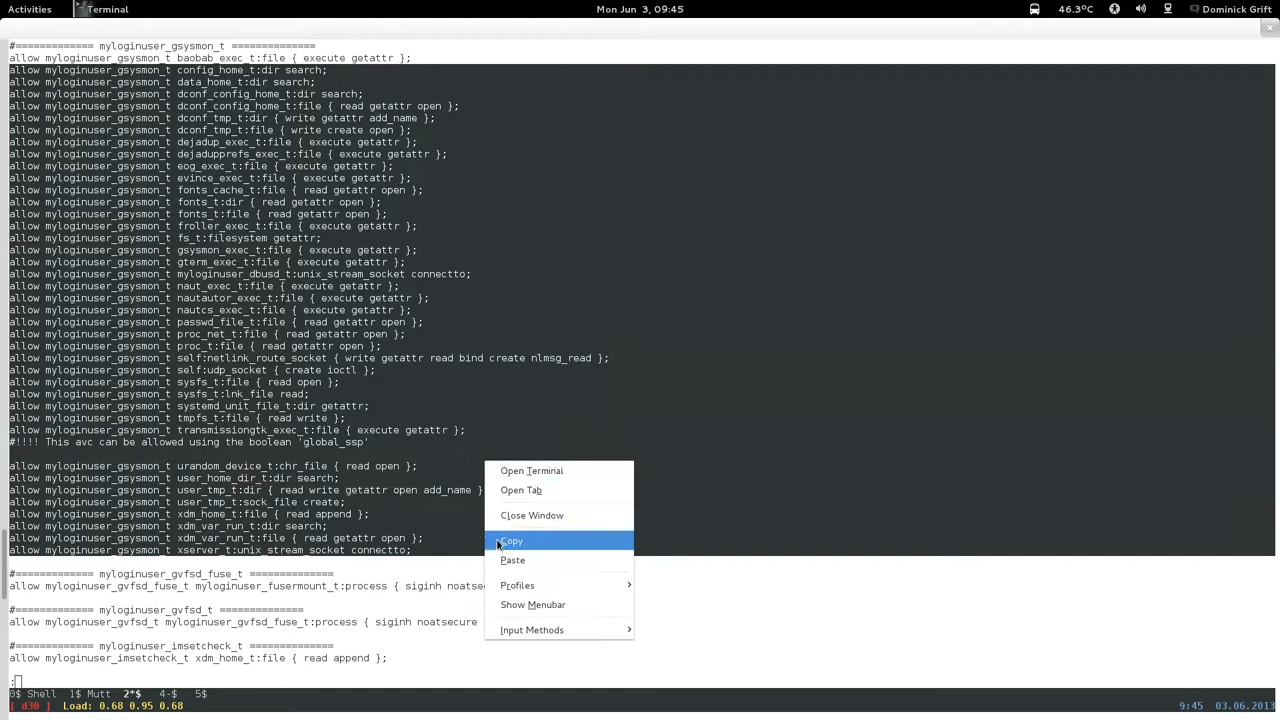 Activities Terminal Mon Jun 3, 09:45 46.3°C Dominick Grift
#============= myloginuser_gsysmon_t ==============
allow myloginuser_gsysmon_t baobab_exec_t:file { execute getattr };
allow myloginuser_gsysmon_t config_home_t:dir search;
allow myloginuser_gsysmon_t data_home_t:dir search;
allow myloginuser_gsysmon_t dconf_config_home_t:dir search;
allow myloginuser_gsysmon_t dconf_config_home_t:file { read getattr open };
allow myloginuser_gsysmon_t dconf_tmp_t:dir { write getattr add_name };
allow myloginuser_gsysmon_t dconf_tmp_t:file { write create open };
allow myloginuser_gsysmon_t dejadup_exec_t:file { execute getattr };
allow myloginuser_gsysmon_t dejadupprefs_exec_t:file { execute getattr };
allow myloginuser_gsysmon_t eog_exec_t:file { execute getattr };
allow myloginuser_gsysmon_t evince_exec_t:file { execute getattr };
allow myloginuser_gsysmon_t fonts_cache_t:file { read getattr open };
allow myloginuser_gsysmon_t fonts_t:dir { read getattr open };
allow myloginuser_gsysmon_t fonts_t:file { read getattr open };
allow myloginuser_gsysmon_t froller_exec_t:file { execute getattr };
allow myloginuser_gsysmon_t fs_t:filesystem getattr;
allow myloginuser_gsysmon_t gsysmon_exec_t:file { execute getattr };
allow myloginuser_gsysmon_t gterm_exec_t:file { execute getattr };
allow myloginuser_gsysmon_t myloginuser_dbusd_t:unix_stream_socket connectto;
allow myloginuser_gsysmon_t naut_exec_t:file { execute getattr };
allow myloginuser_gsysmon_t nautautor_exec_t:file { execute getattr };
allow myloginuser_gsysmon_t nautcs_exec_t:file { execute getattr };
allow myloginuser_gsysmon_t passwd_file_t:file { read getattr open };
allow myloginuser_gsysmon_t proc_net_t:file { read getattr open };
allow myloginuser_gsysmon_t proc_t:file { read getattr open };
allow myloginuser_gsysmon_t self:netlink_route_socket { write getattr read bind create nlmsg_read };
allow myloginuser_gsysmon_t self:udp_socket { create ioctl };
allow myloginuser_gsysmon_t sysfs_t:file { read open };
allow myloginuser_gsysmon_t sysfs_t:lnk_file read;
allow myloginuser_gsysmon_t systemd_unit_file_t:dir getattr;
allow myloginuser_gsysmon_t tmpfs_t:file { read write };
allow myloginuser_gsysmon_t transmissiongtk_exec_t:file { execute getattr };
#!!!! This avc can be allowed using the boolean 'global_ssp'
allow myloginuser_gsysmon_t urandom_device_t:chr_file { read open };
allow myloginuser_gsysmon_t user_home_dir_t:dir search;
allow myloginuser_gsysmon_t user_tmp_t:dir { read write getattr open add_name }
allow myloginuser_gsysmon_t user_tmp_t:sock_file create;
allow myloginuser_gsysmon_t xdm_home_t:file { read append };
allow myloginuser_gsysmon_t xdm_var_run_t:dir search;
allow myloginuser_gsysmon_t xdm_var_run_t:file { read getattr open };
allow myloginuser_gsysmon_t xserver_t:unix_stream_socket connectto;
#============= myloginuser_gvfsd_fuse_t ==============
allow myloginuser_gvfsd_fuse_t myloginuser_fusermount_t:process { siginh noatsec
#============= myloginuser_gvfsd_t ==============
allow myloginuser_gvfsd_t myloginuser_gvfsd_fuse_t:process { siginh noatsecure
#============= myloginuser_imsetcheck_t ==============
allow myloginuser_imsetcheck_t xdm_home_t:file { read append };
:
Open Terminal
Open Tab
Close Window
Copy
Paste
Profiles
Show Menubar
Input Methods
0$ Shell 1$ Mutt 2*$ 4-$ 5$
[ d30 ] Load: 0.68 0.95 0.68 9:45 03.06.2013